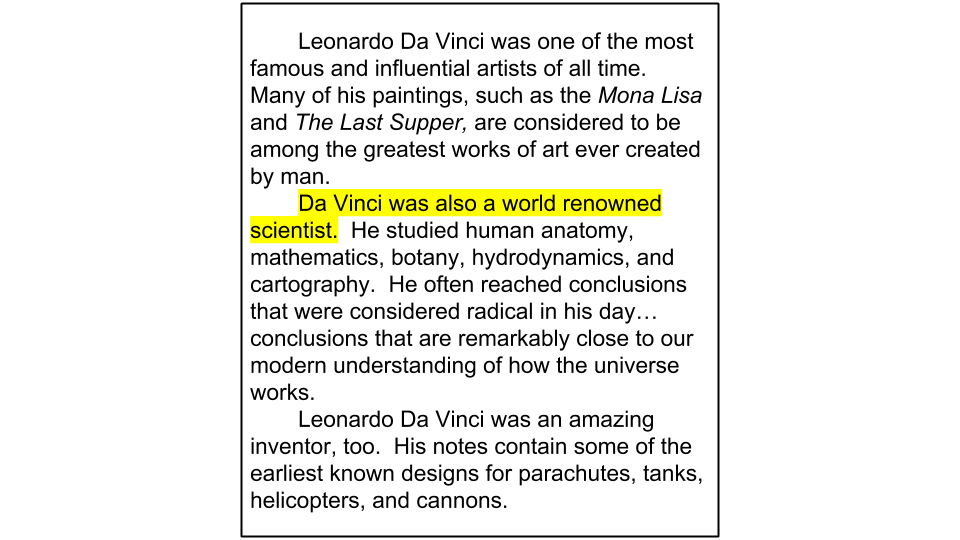 Leonardo Da Vinci was one of the most
famous and influential artists of all time.
Many of his paintings, such as the Mona Lisa
and The Last Supper, are considered to be
among the greatest works of art ever created
by man.
Da Vinci was also a world renowned
scientist.  He studied human anatomy,
mathematics, botany, hydrodynamics, and
cartography.  He often reached conclusions
that were considered radical in his day…
conclusions that are remarkably close to our
modern understanding of how the universe
works.
Leonardo Da Vinci was an amazing
inventor, too.  His notes contain some of the
earliest known designs for parachutes, tanks,
helicopters, and cannons.